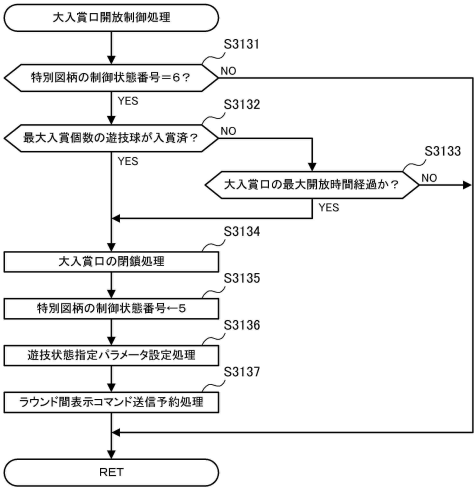 大入賞口開放制御処理
S3131
特別図柄の制御状態番号=6?
NO
YES
S3132
最大入賞個数の遊技球が入賞済?
NO
YES
S3133
大入賞口の最大開放時間経過か?
NO
YES
S3134
大入賞口の閉鎖処理
S3135
特別図柄の制御状態番号←5
S3136
遊技状態指定パラメータ設定処理
S3137
ラウンド間表示コマンド送信予約処理
RET